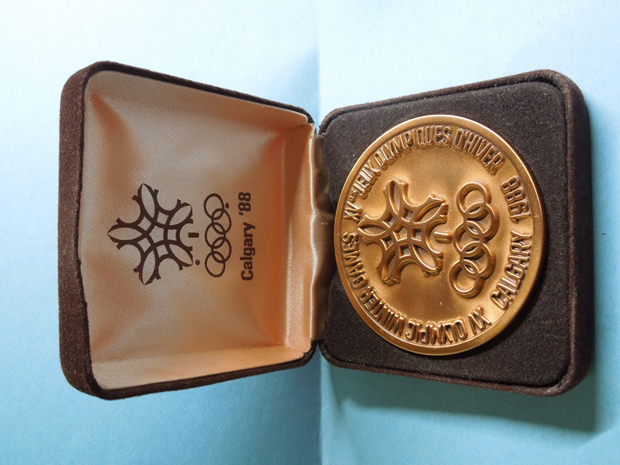 Calgary '88
XVes JEUX OLYMPIQUES D'HIVER
CALGARY 1988
XV OLYMPIC WINTER GAMES